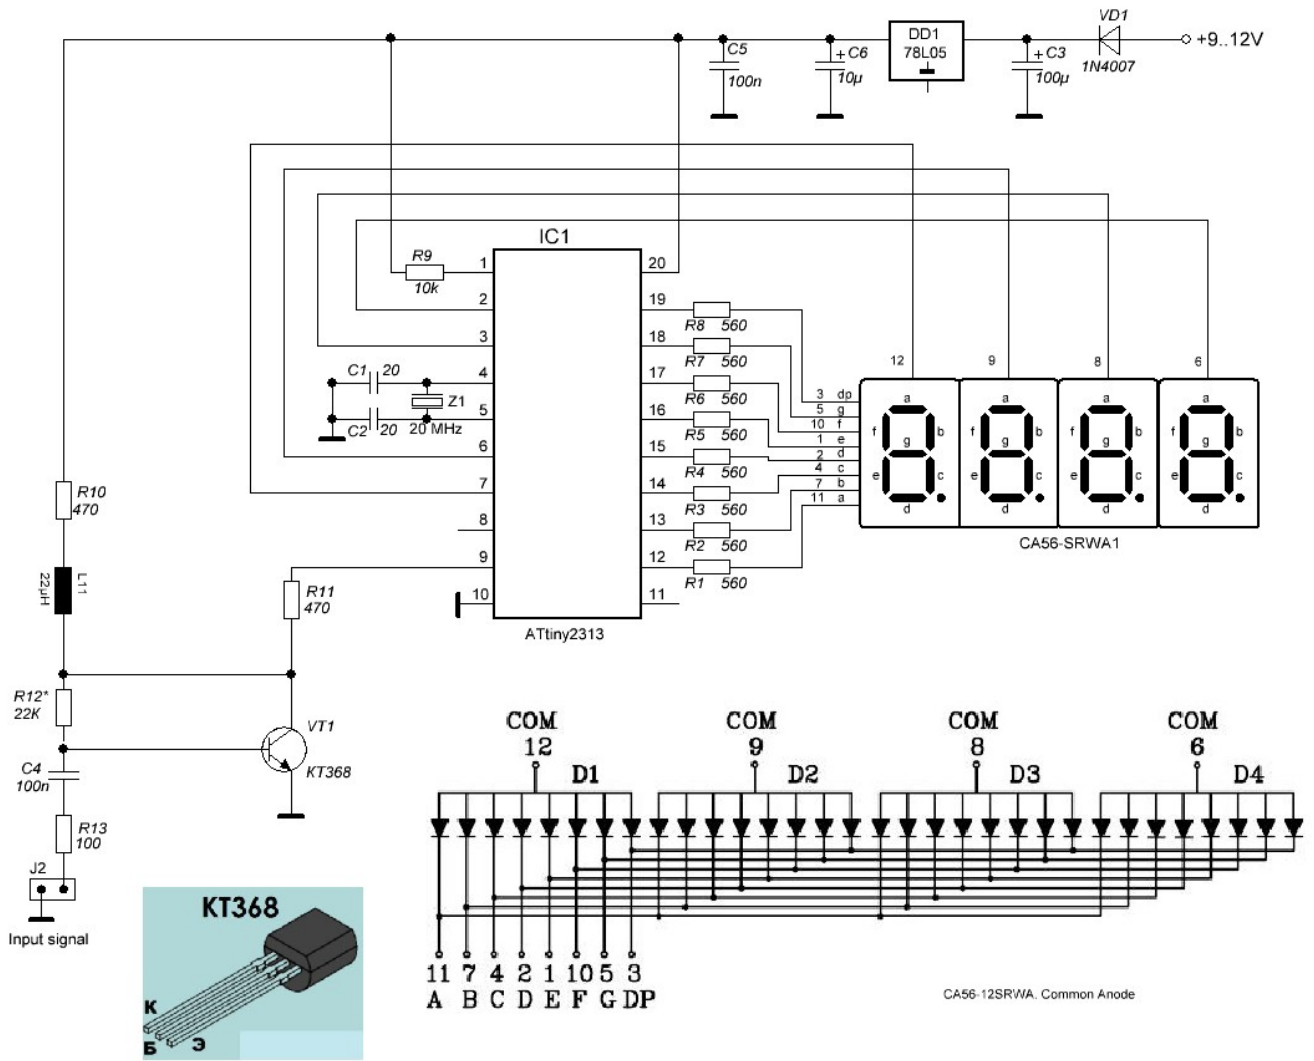 VD1
+9..12V
1N4007
DD1
78L05
C5
100n
+ C6
10µ
+ C3
100µ
IC1
R9
10k
1
2
3
4
5
6
7
8
9
10
20
19
18
17
16
15
14
13
12
11
C1 20
C2 20
Z1
20 MHz
R8 560
R7 560
R6 560
R5 560
R4 560
R3 560
R2 560
R1 560
ATtiny2313
12
9
8
6
3 dp
5 g
10 f
1 e
2 d
4 c
7 b
11 a
a
f b
g
e c
d
a
f b
g
e c
d
a
f b
g
e c
d
a
f b
g
e c
d
CA56-SRWA1
R10
470
L11
22µH
R11
470
R12*
22K
VT1
KT368
C4
100n
R13
100
J2
Input signal
КТ368
К
Б
Э
COM
12
D1
COM
9
D2
COM
8
D3
COM
6
D4
11 7 4 2 1 10 5 3
A B C D E F G DP
CA56-12SRWA. Common Anode